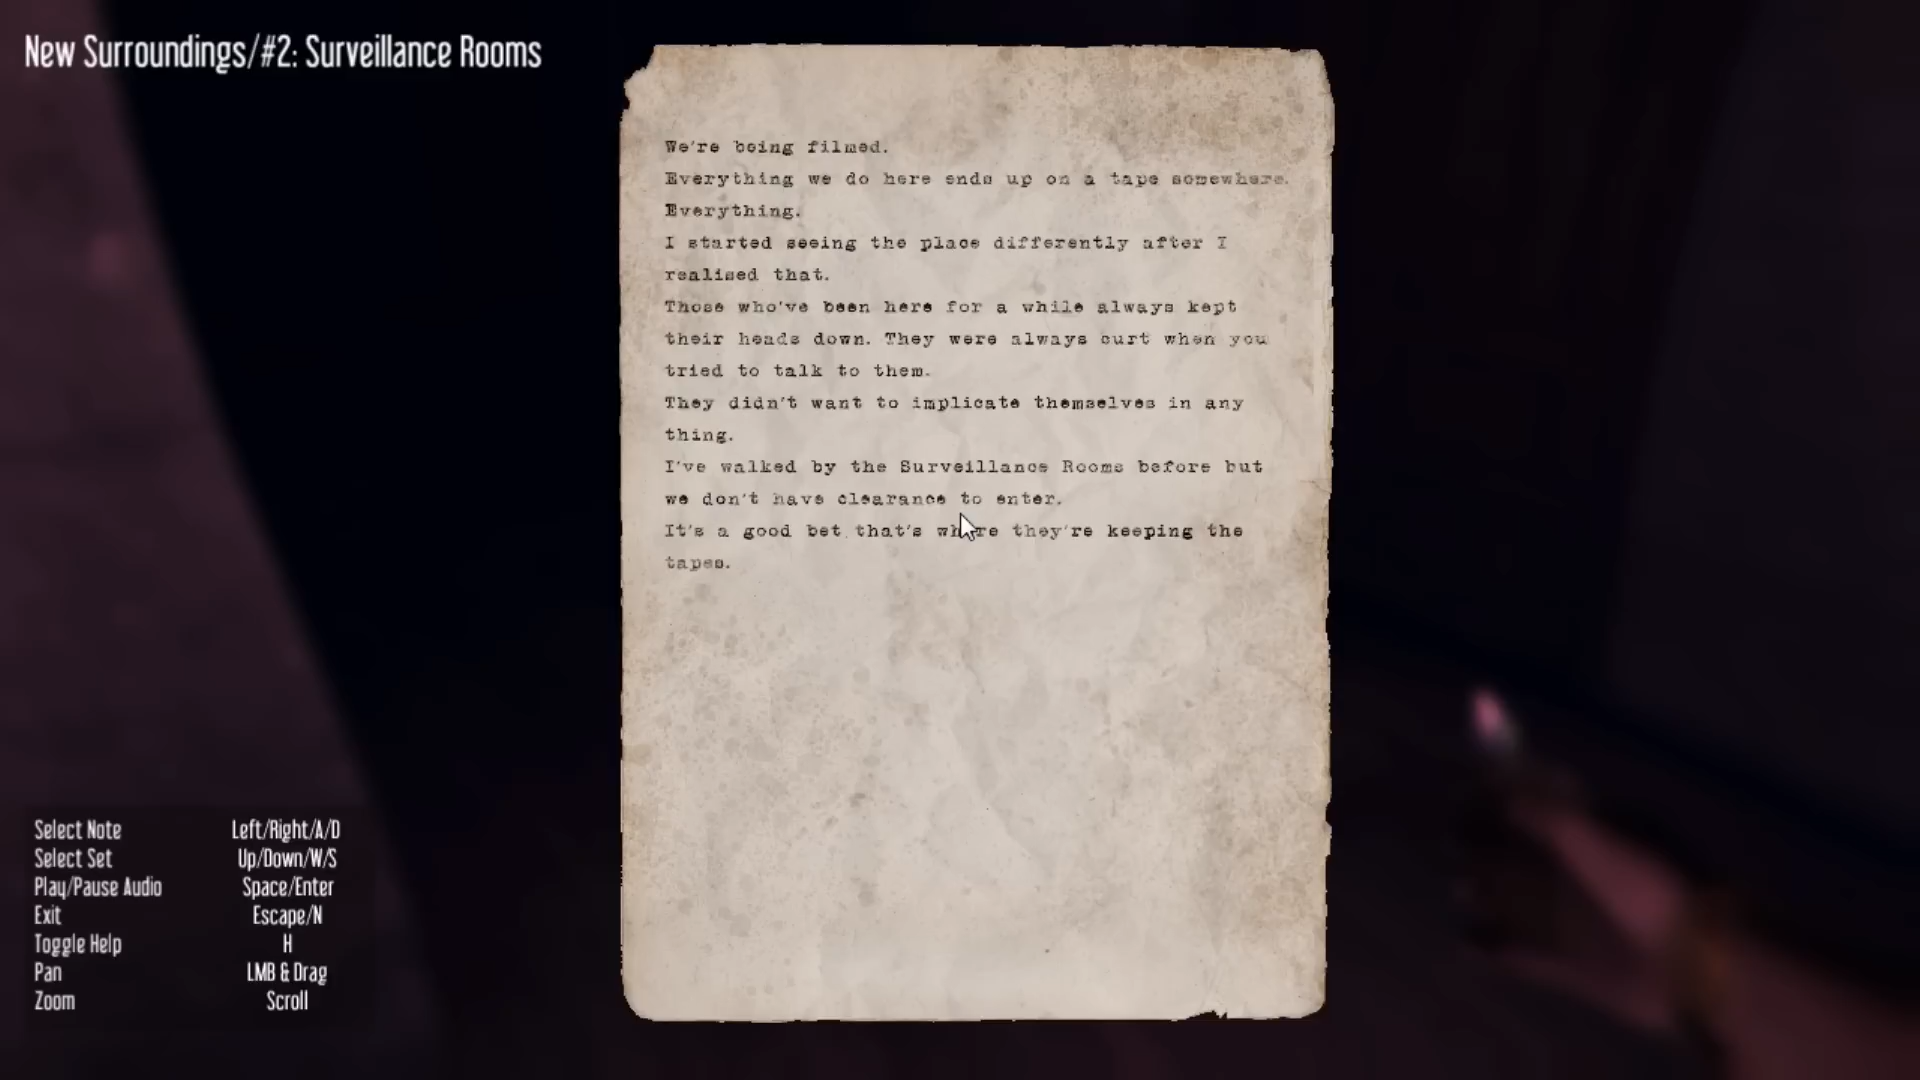 New Surroundings/#2: Surveillance Rooms
We're being filmed.
Everything we do here ends up on a tape somewhere.
Everything.
I started seeing the place differently after I
realised that.
Those who've been here for a while always kept
their heads down. They were always curt when you
tried to talk to them.
They didn't want to implicate themselves in any
thing.
I've walked by the Surveillance Rooms before but
we don't have clearance to enter.
It's a good bet that's where they're keeping the
tapes.
Select Note Left/Right/A/D
Select Set Up/Down/W/S
Play/Pause Audio Space/Enter
Exit Escape/N
Toggle Help H
Pan LMB & Drag
Zoom Scroll